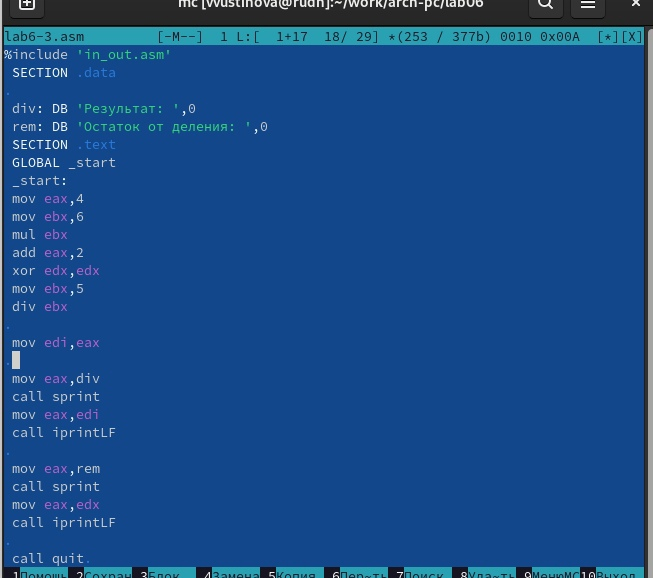 mc [vvustinova@rudn]:~/work/arch-pc/lab06
lab6-3.asm [-M--] 1 L:[ 1+17 18/ 29] *(253 / 377b) 0010 0x00A [*][X]
%include 'in_out.asm'
SECTION .data
.
div: DB 'Результат: ',0
rem: DB 'Остаток от деления: ',0
SECTION .text
GLOBAL _start
_start:
mov eax,4
mov ebx,6
mul ebx
add eax,2
xor edx,edx
mov ebx,5
div ebx
.
mov edi,eax
.
mov eax,div
call sprint
mov eax,edi
call iprintLF
.
mov eax,rem
call sprint
mov eax,edx
call iprintLF
.
call quit.
1Помощь 2Сохран 3Блок 4Замена 5Копия 6Пер~ть 7Поиск 8Уда~ть 9МенюМС 10Выход